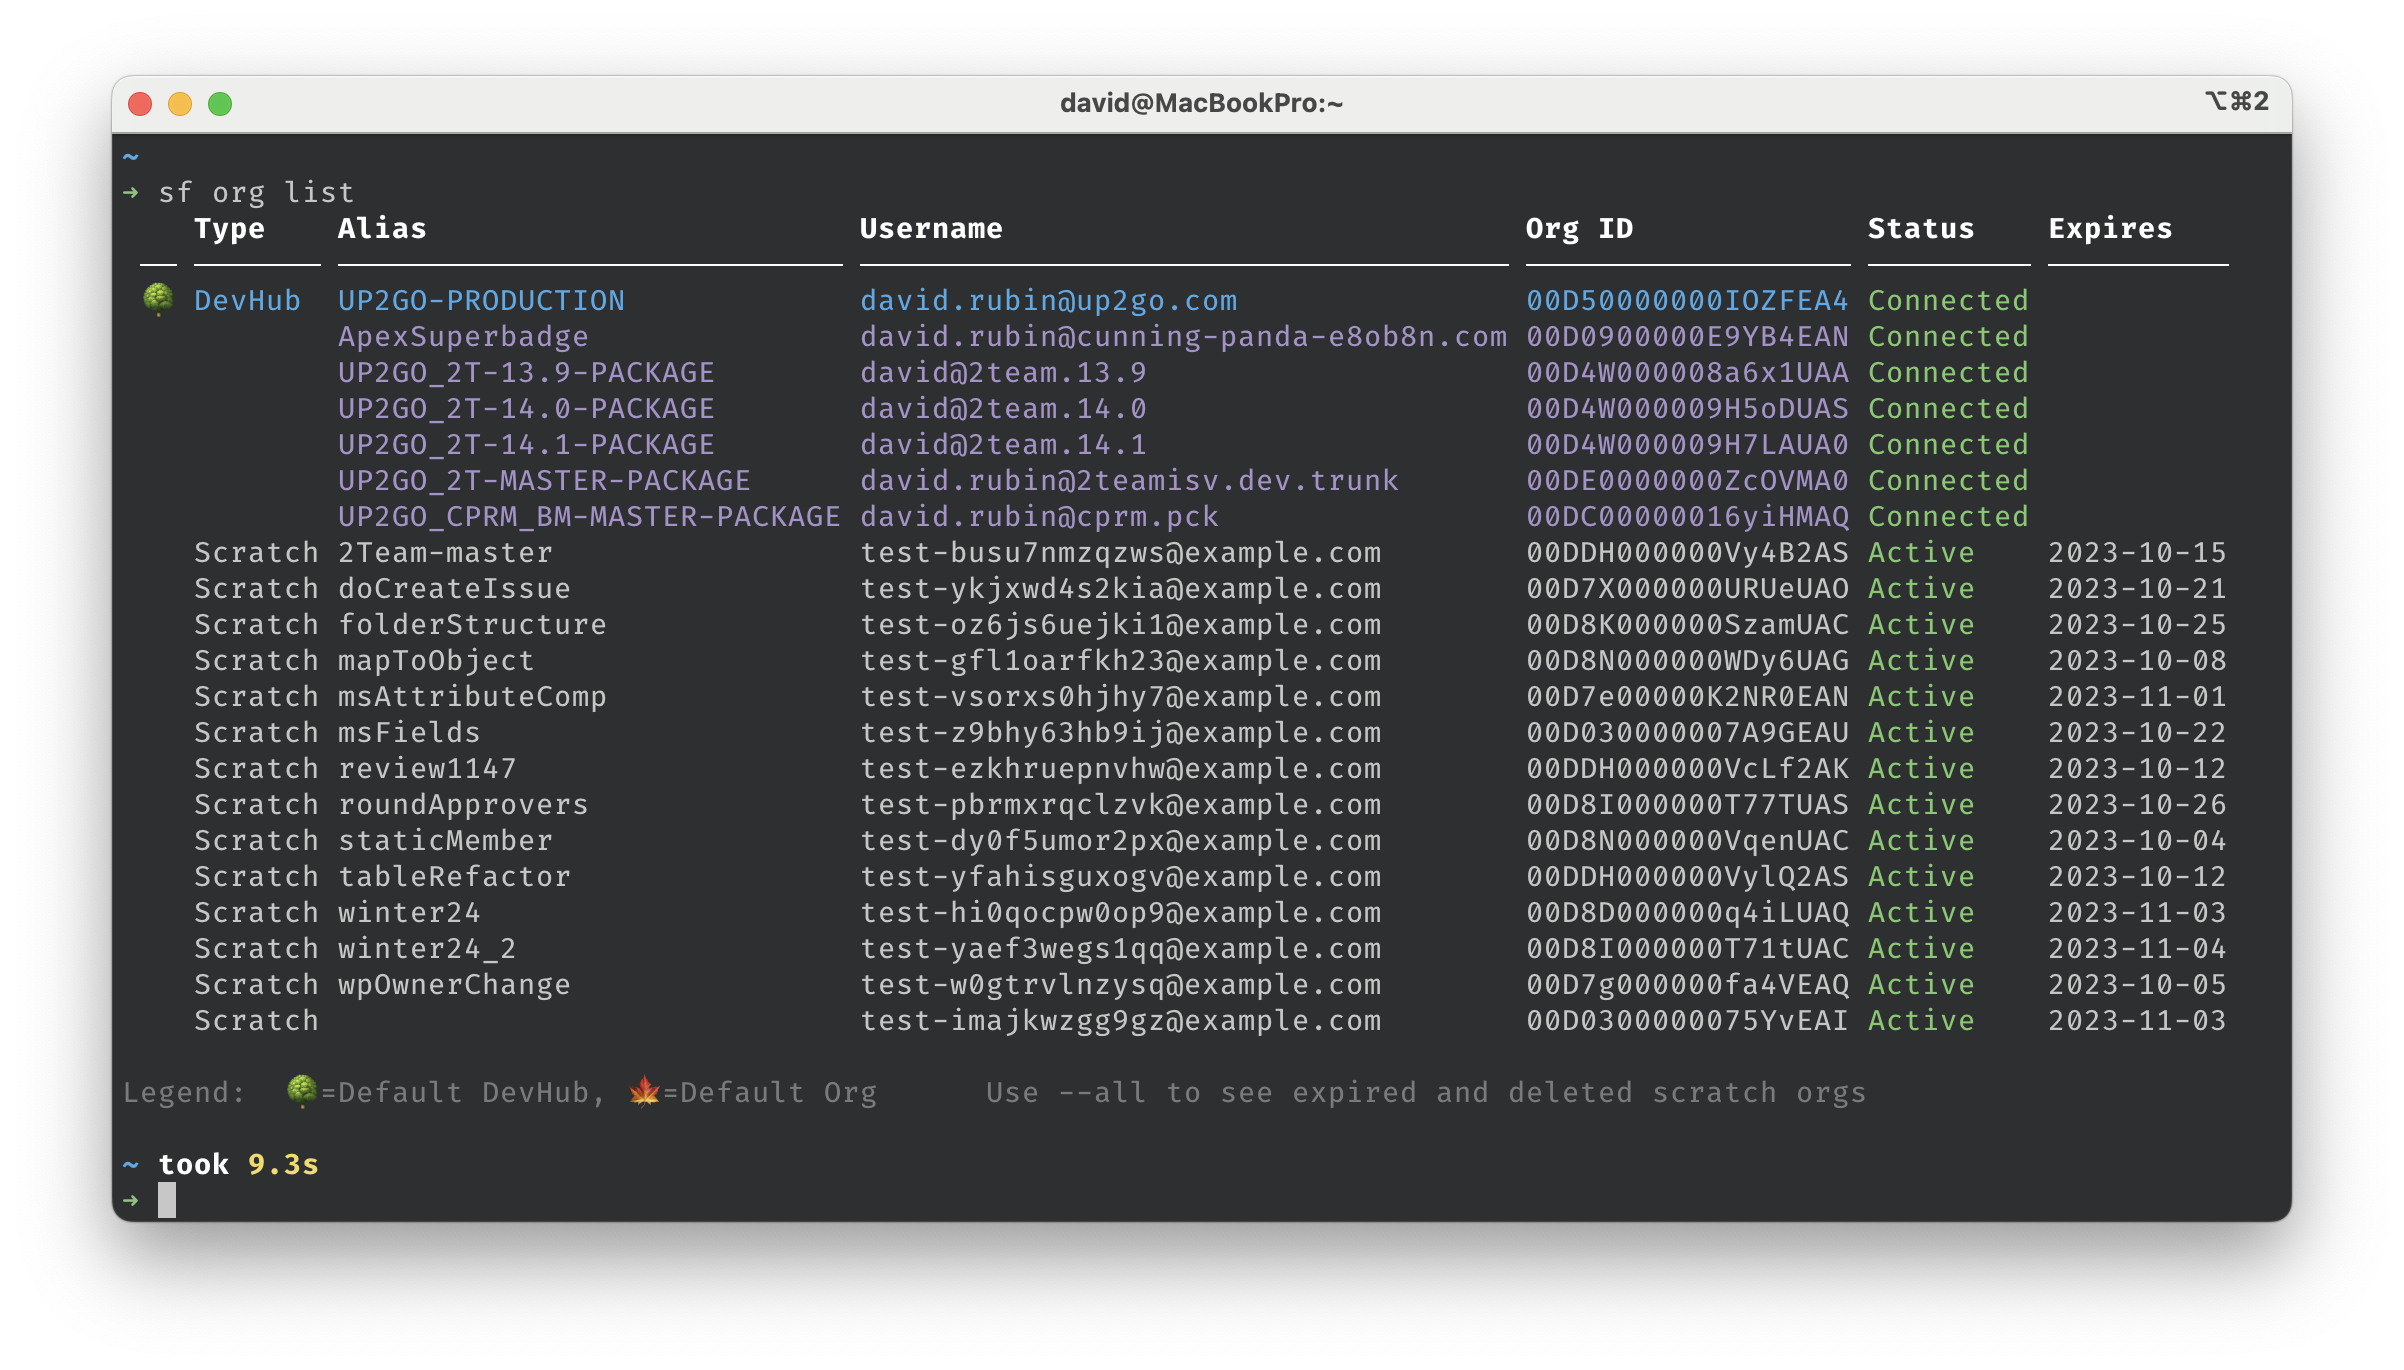 david@MacBookPro:~ ⌥⌘2
~
→ sf org list
Type Alias Username Org ID Status Expires
DevHub UP2GO-PRODUCTION david.rubin@up2go.com 00D50000000IOZFEA4 Connected
ApexSuperbadge david.rubin@cunning-panda-e8ob8n.com 00D0900000E9YB4EAN Connected
UP2GO_2T-13.9-PACKAGE david@2team.13.9 00D4W000008a6x1UAA Connected
UP2GO_2T-14.0-PACKAGE david@2team.14.0 00D4W000009H5oDUAS Connected
UP2GO_2T-14.1-PACKAGE david@2team.14.1 00D4W000009H7LAUA0 Connected
UP2GO_2T-MASTER-PACKAGE david.rubin@2teamisv.dev.trunk 00DE0000000ZcOVMA0 Connected
UP2GO_CPRM_BM-MASTER-PACKAGE david.rubin@cprm.pck 00DC00000016yiHMAQ Connected
Scratch 2Team-master test-busu7nmzqzws@example.com 00DDH000000Vy4B2AS Active 2023-10-15
Scratch doCreateIssue test-ykjxwd4s2kia@example.com 00D7X000000URUeUAO Active 2023-10-21
Scratch folderStructure test-oz6js6uejki1@example.com 00D8K000000SzamUAC Active 2023-10-25
Scratch mapToObject test-gfl1oarfkh23@example.com 00D8N000000WDy6UAG Active 2023-10-08
Scratch msAttributeComp test-vsorxs0hjhy7@example.com 00D7e00000K2NR0EAN Active 2023-11-01
Scratch msFields test-z9bhy63hb9ij@example.com 00D030000007A9GEAU Active 2023-10-22
Scratch review1147 test-ezkhruepnvhw@example.com 00DDH000000VcLf2AK Active 2023-10-12
Scratch roundApprovers test-pbrmxrqclzvk@example.com 00D8I000000T77TUAS Active 2023-10-26
Scratch staticMember test-dy0f5umor2px@example.com 00D8N000000VqenUAC Active 2023-10-04
Scratch tableRefactor test-yfahisguxogv@example.com 00DDH000000VylQ2AS Active 2023-10-12
Scratch winter24 test-hi0qocpw0op9@example.com 00D8D000000q4iLUAQ Active 2023-11-03
Scratch winter24_2 test-yaef3wegs1qq@example.com 00D8I000000T71tUAC Active 2023-11-04
Scratch wpOwnerChange test-w0gtrvlnzysq@example.com 00D7g000000fa4VEAQ Active 2023-10-05
Scratch test-imajkwzgg9gz@example.com 00D0300000075YvEAI Active 2023-11-03
Legend: 🌳=Default DevHub, 🍁=Default Org Use --all to see expired and deleted scratch orgs
~ took 9.3s
→